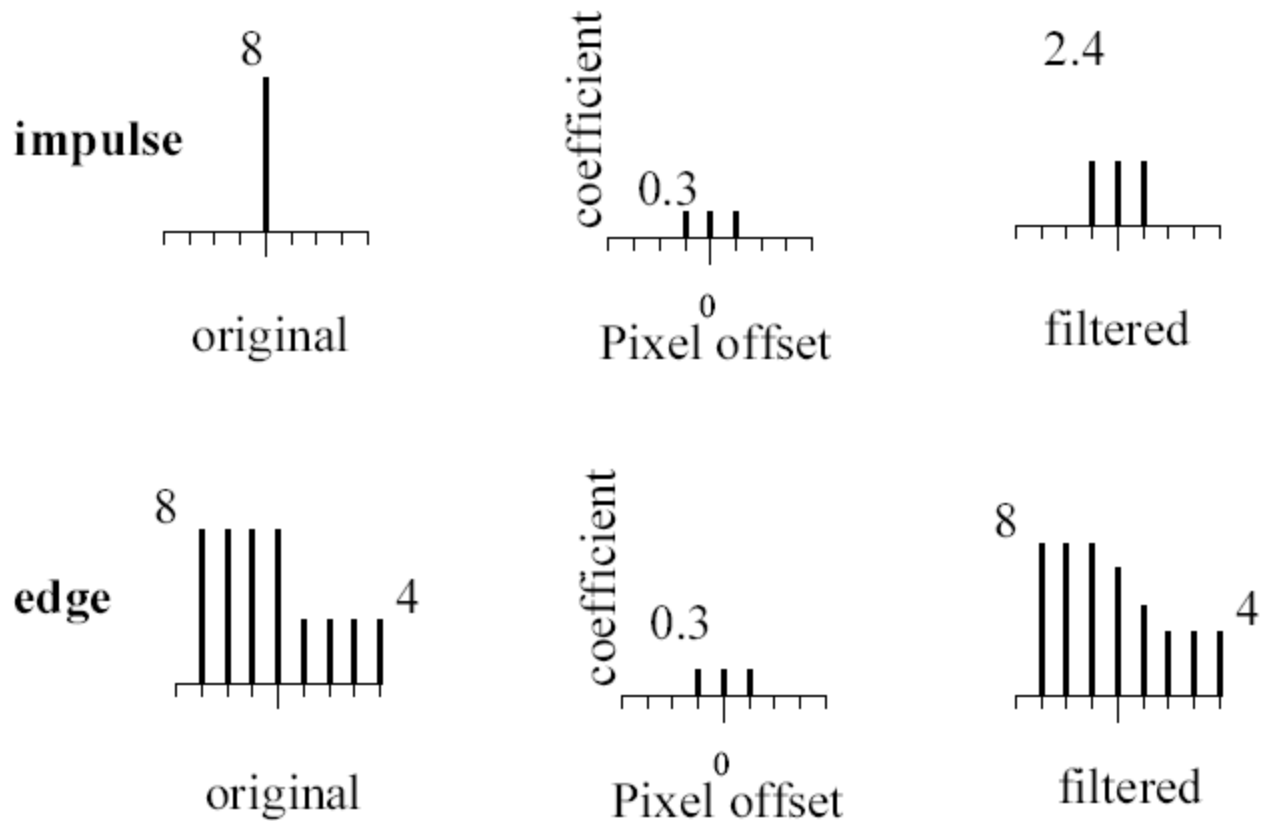 8
impulse
original
coefficient
0.3
0
Pixel offset
2.4
filtered
8
edge
4
original
coefficient
0.3
0
Pixel offset
8
4
filtered